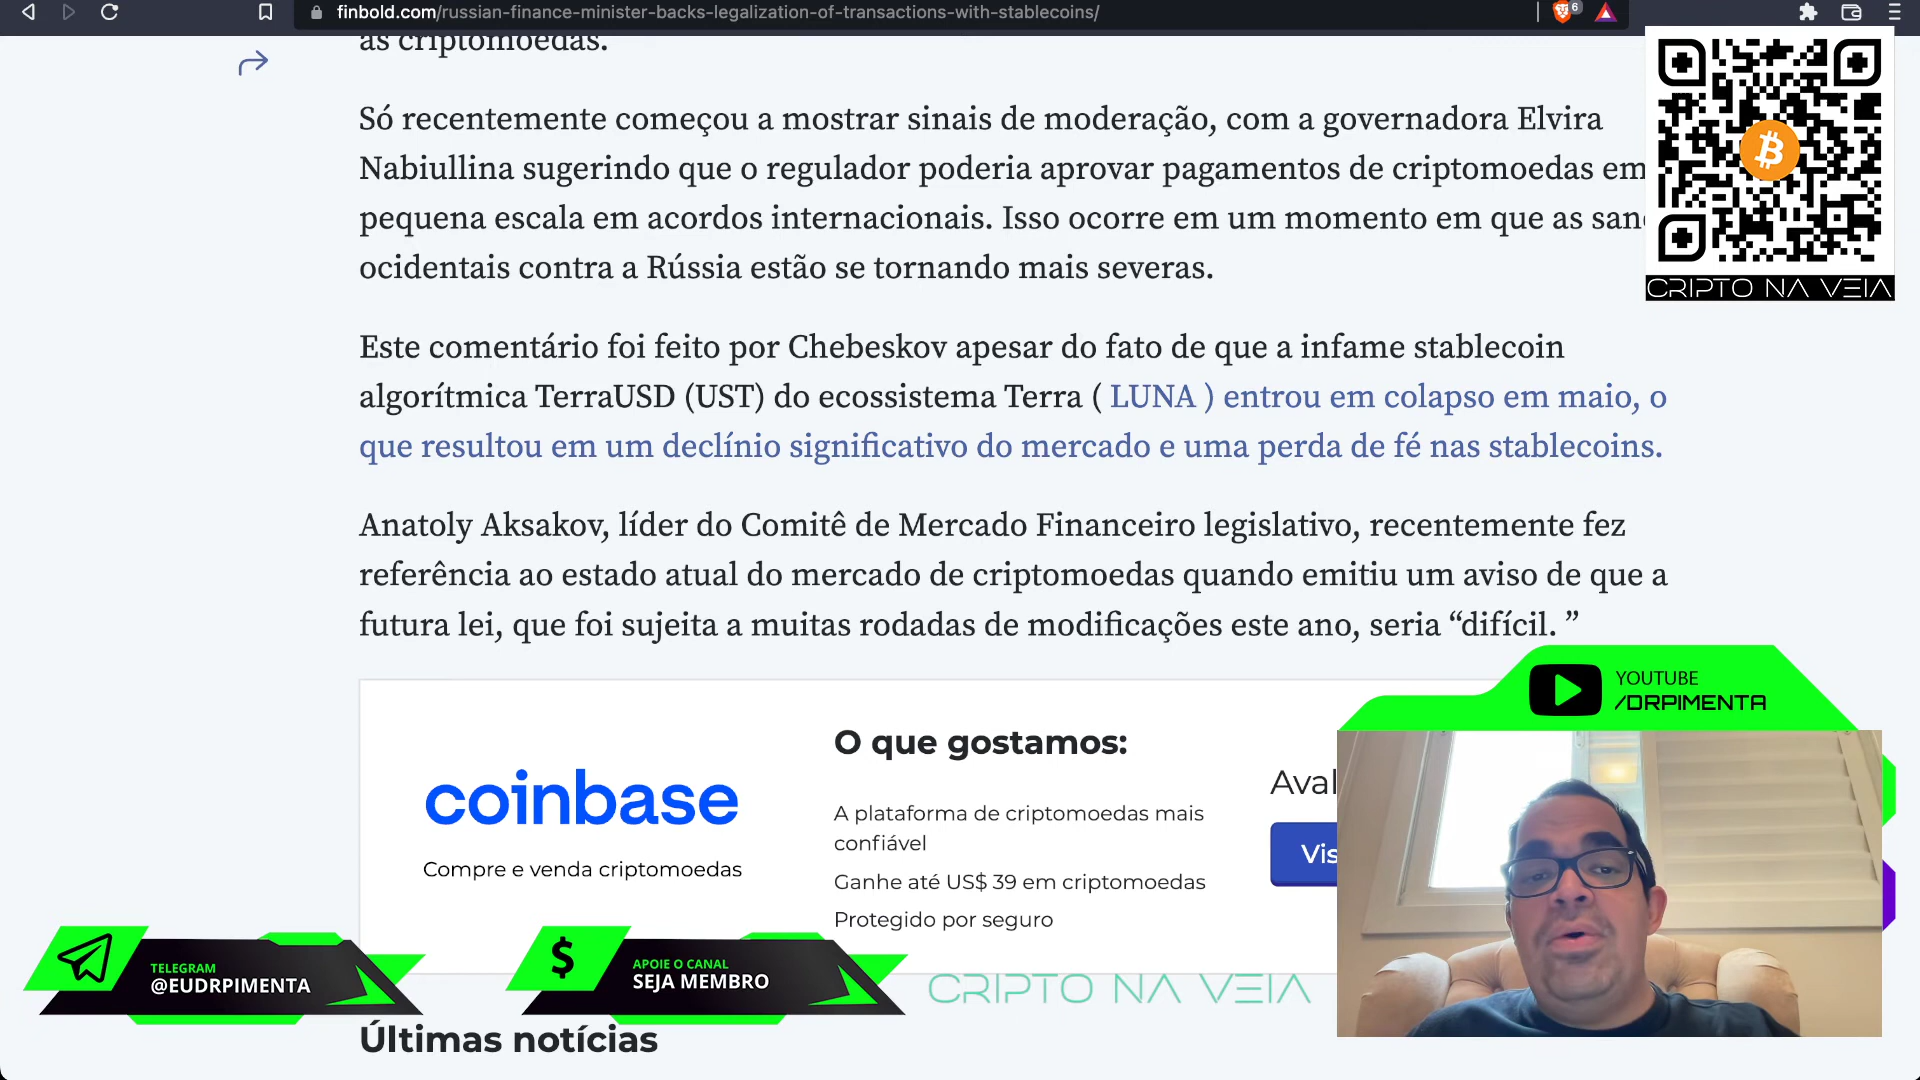 finbold.com/russian-finance-minister-backs-legalization-of-transactions-with-stablecoins/
6
as criptomoedas.
Só recentemente começou a mostrar sinais de moderação, com a governadora Elvira
Nabiullina sugerindo que o regulador poderia aprovar pagamentos de criptomoedas em
pequena escala em acordos internacionais. Isso ocorre em um momento em que as san
ocidentais contra a Rússia estão se tornando mais severas.
CRIPTO NA VEIA
Este comentário foi feito por Chebeskov apesar do fato de que a infame stablecoin
algorítmica TerraUSD (UST) do ecossistema Terra ( LUNA ) entrou em colapso em maio, o
que resultou em um declínio significativo do mercado e uma perda de fé nas stablecoins.
Anatoly Aksakov, líder do Comitê de Mercado Financeiro legislativo, recentemente fez
referência ao estado atual do mercado de criptomoedas quando emitiu um aviso de que a
futura lei, que foi sujeita a muitas rodadas de modificações este ano, seria “difícil. ”
YOUTUBE
/DRPIMENTA
coinbase
Compre e venda criptomoedas
O que gostamos:
A plataforma de criptomoedas mais
confiável
Ganhe até US$ 39 em criptomoedas
Protegido por seguro
Aval
Vis
TELEGRAM
@EUDRPIMENTA
$
APOIE O CANAL
SEJA MEMBRO
CRIPTO NA VEIA
Últimas notícias